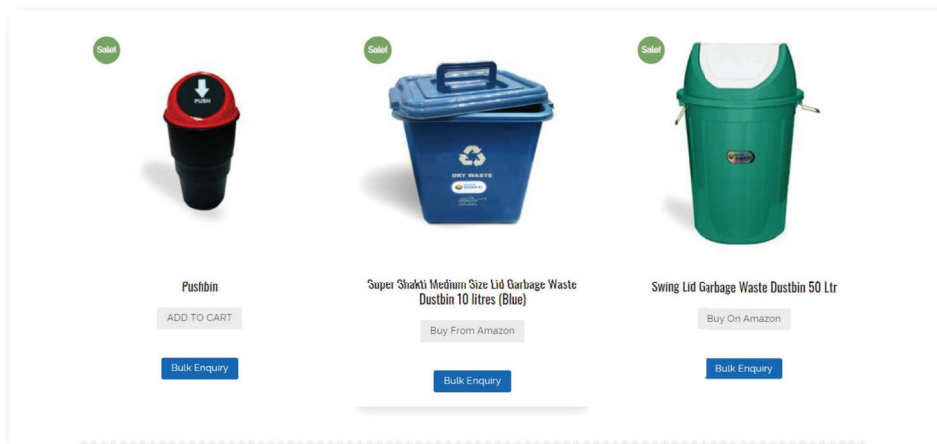 Sale!
Sale!
Sale!
PUSH
DRY WASTE
Pushbin
Super Shakti Medium Size Lid Garbage Waste
Dustbin 10 litres (Blue)
Swing Lid Garbage Waste Dustbin 50 Ltr
ADD TO CART
Buy From Amazon
Buy On Amazon
Bulk Enquiry
Bulk Enquiry
Bulk Enquiry